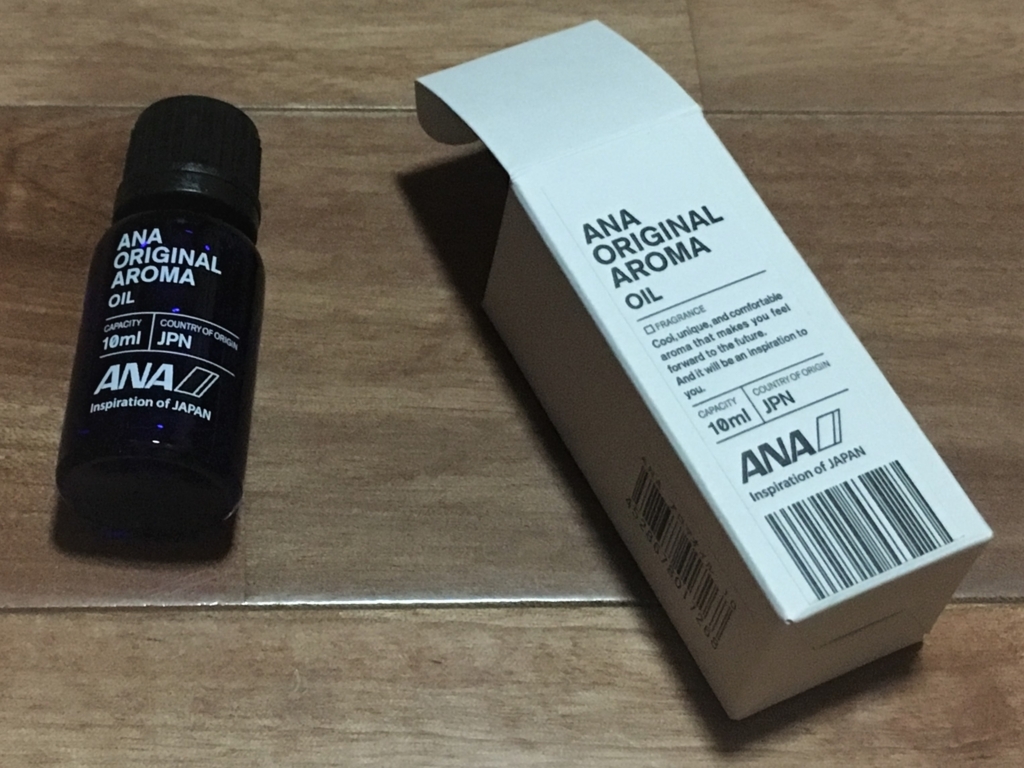 ANA
ORIGINAL
AROMA
OIL
CAPACITY
10ml
COUNTRY OF ORIGIN
JPN
ANA
Inspiration of JAPAN
ANA
ORIGINAL
AROMA
OIL
FRAGRANCE
Cool, unique, and comfortable
aroma that makes you feel
forward to the future.
And it will be an inspiration to
you.
CAPACITY
10ml
COUNTRY OF ORIGIN
JPN
ANA
Inspiration of JAPAN